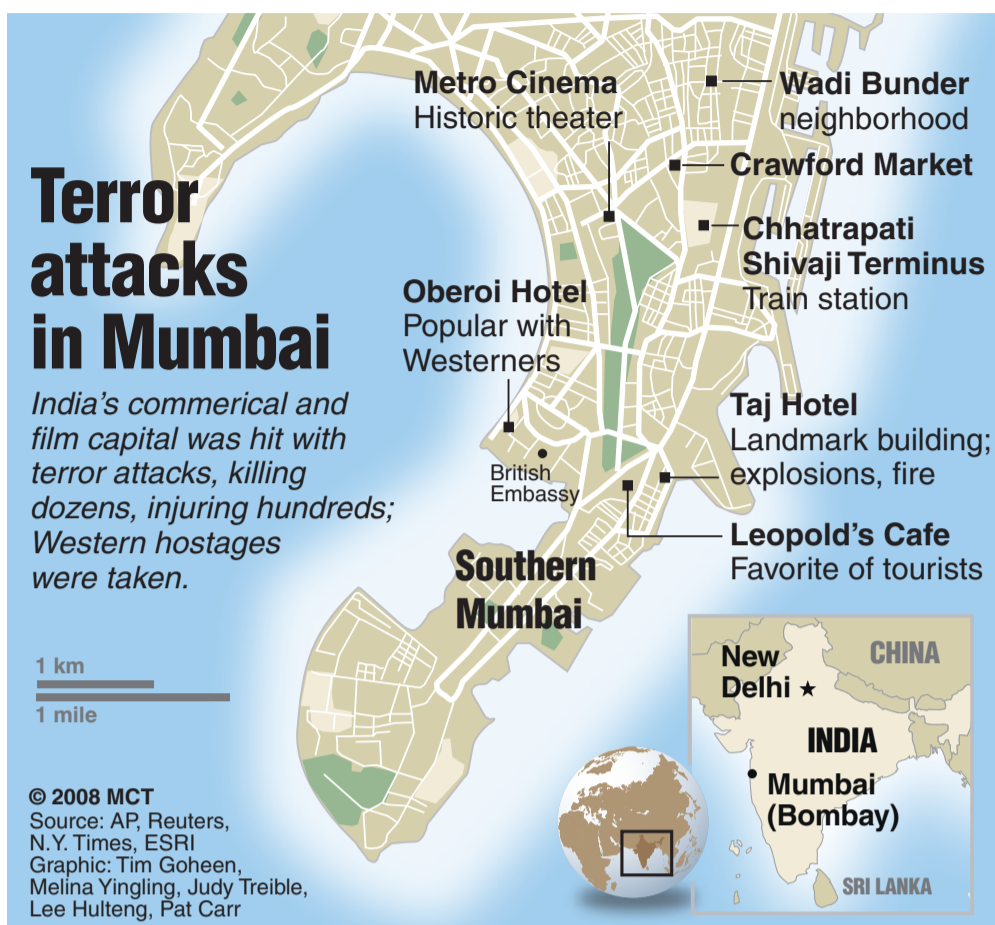 Terror
attacks
in Mumbai
India's commerical and
film capital was hit with
terror attacks, killing
dozens, injuring hundreds;
Western hostages
were taken.
Metro Cinema
Historic theater
Wadi Bunder
neighborhood
Crawford Market
Chhatrapati
Shivaji Terminus
Train station
Oberoi Hotel
Popular with
Westerners
British
Embassy
Taj Hotel
Landmark building;
explosions, fire
Leopold's Cafe
Favorite of tourists
Southern
Mumbai
1 km
1 mile
New
Delhi
CHINA
INDIA
Mumbai
(Bombay)
SRI LANKA
© 2008 MCT
Source: AP, Reuters,
N.Y. Times, ESRI
Graphic: Tim Goheen,
Melina Yingling, Judy Treible,
Lee Hulteng, Pat Carr